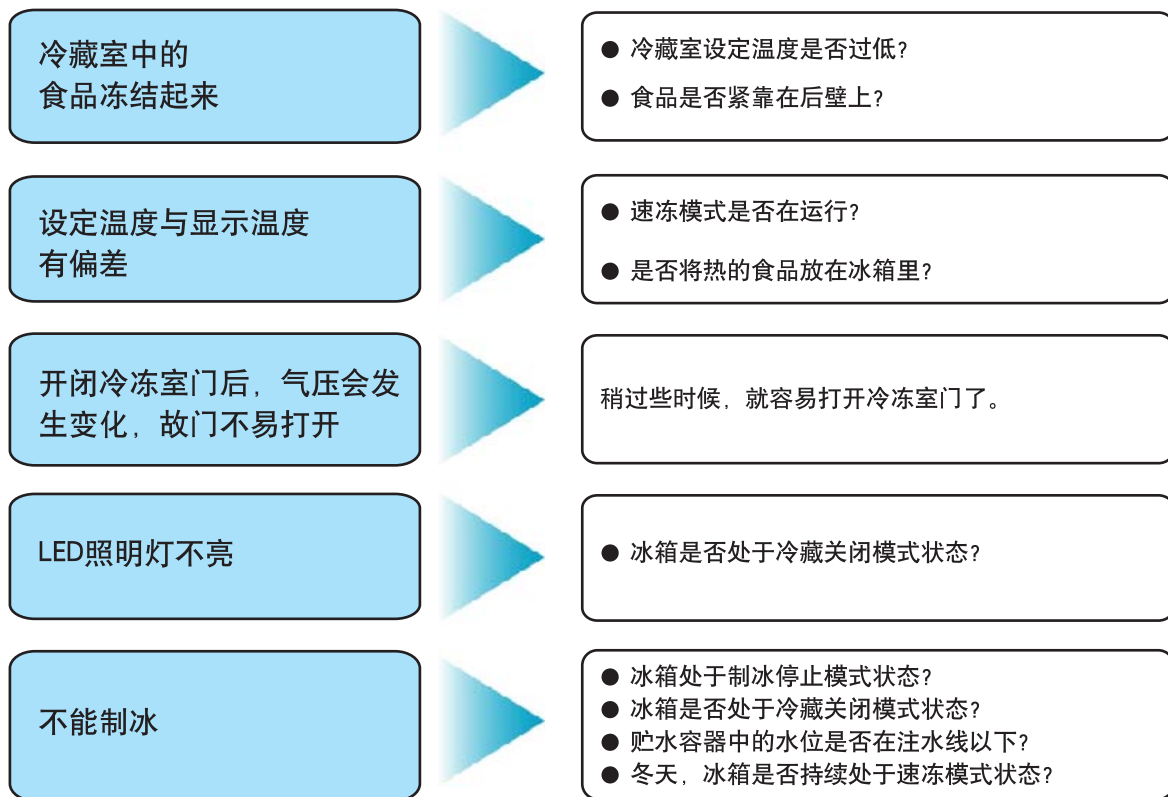 冷藏室中的
食品冻结起来
● 冷藏室设定温度是否过低?
● 食品是否紧靠在后壁上?
设定温度与显示温度
有偏差
● 速冻模式是否在运行?
● 是否将热的食品放在冰箱里?
开闭冷冻室门后，气压会发
生变化，故门不易打开
稍过些时候，就容易打开冷冻室门了。
LED照明灯不亮
● 冰箱是否处于冷藏关闭模式状态?
不能制冰
● 冰箱处于制冰停止模式状态?
● 冰箱是否处于冷藏关闭模式状态?
● 贮水容器中的水位是否在注水线以下?
● 冬天，冰箱是否持续处于速冻模式状态?